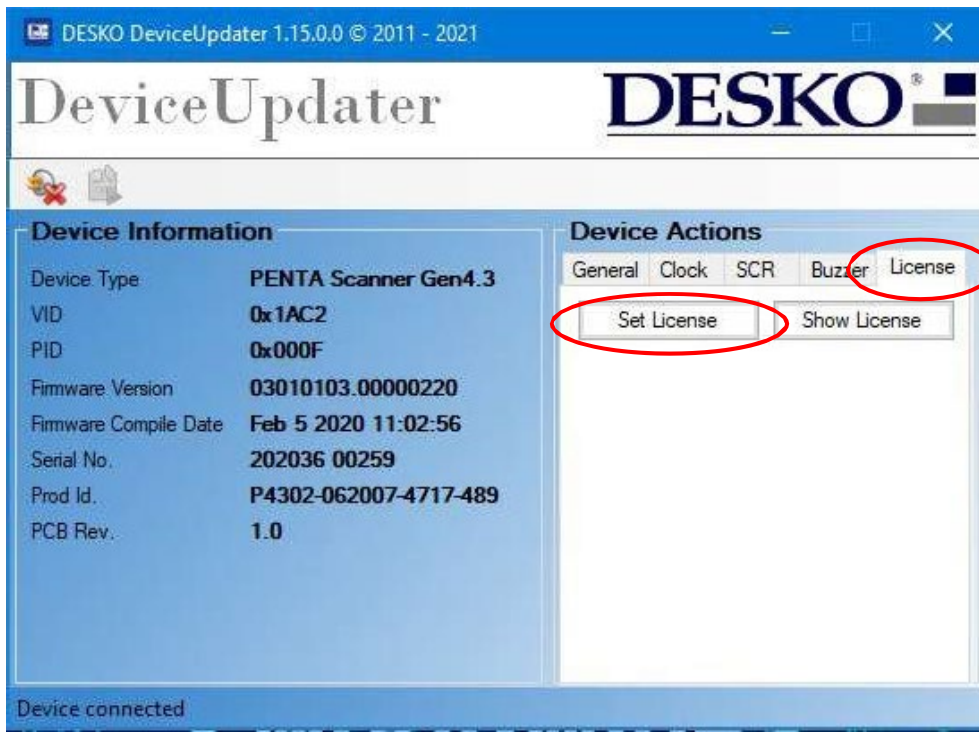 DESKO DeviceUpdater 1.15.0.0 © 2011 - 2021
DeviceUpdater
DESKO®
Device Information
Device Type PENTA Scanner Gen4.3
VID 0x1AC2
PID 0x000F
Firmware Version 03010103.00000220
Firmware Compile Date Feb 5 2020 11:02:56
Serial No. 202036 00259
Prod Id. P4302-062007-4717-489
PCB Rev. 1.0
Device Actions
General Clock SCR Buzzer License
Set License Show License
Device connected